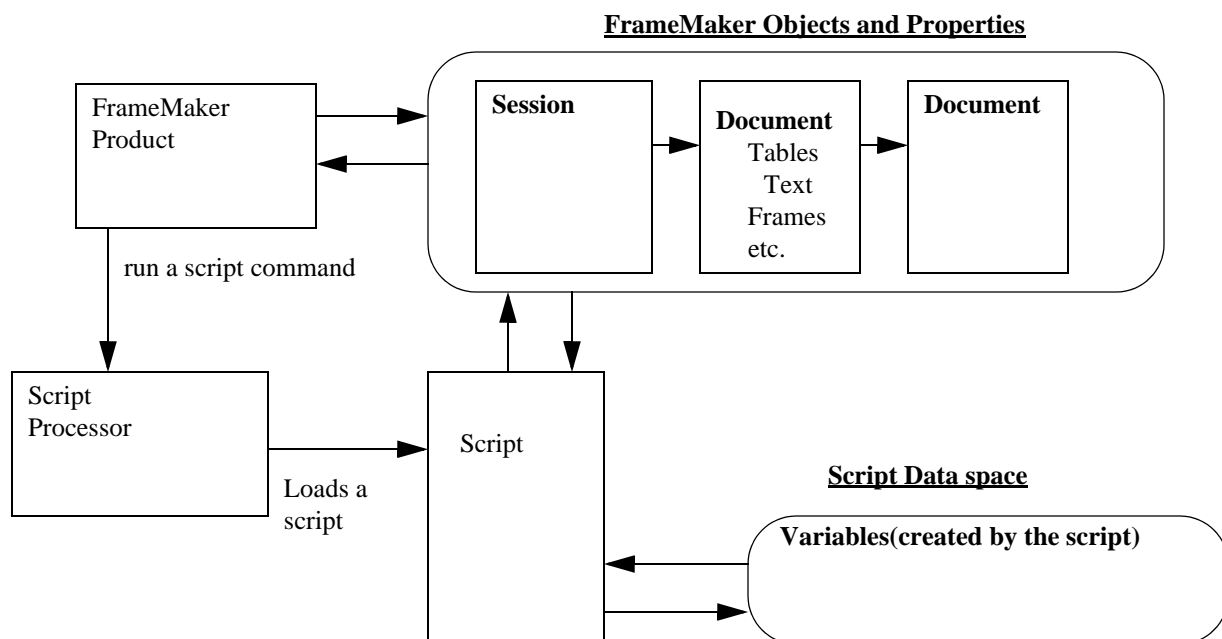 FrameMaker Objects and Properties
FrameMaker
Product
Session
Document
Tables
Text
Frames
etc.
Document
run a script command
Script
Processor
Loads a
script
Script
Script Data space
Variables(created by the script)